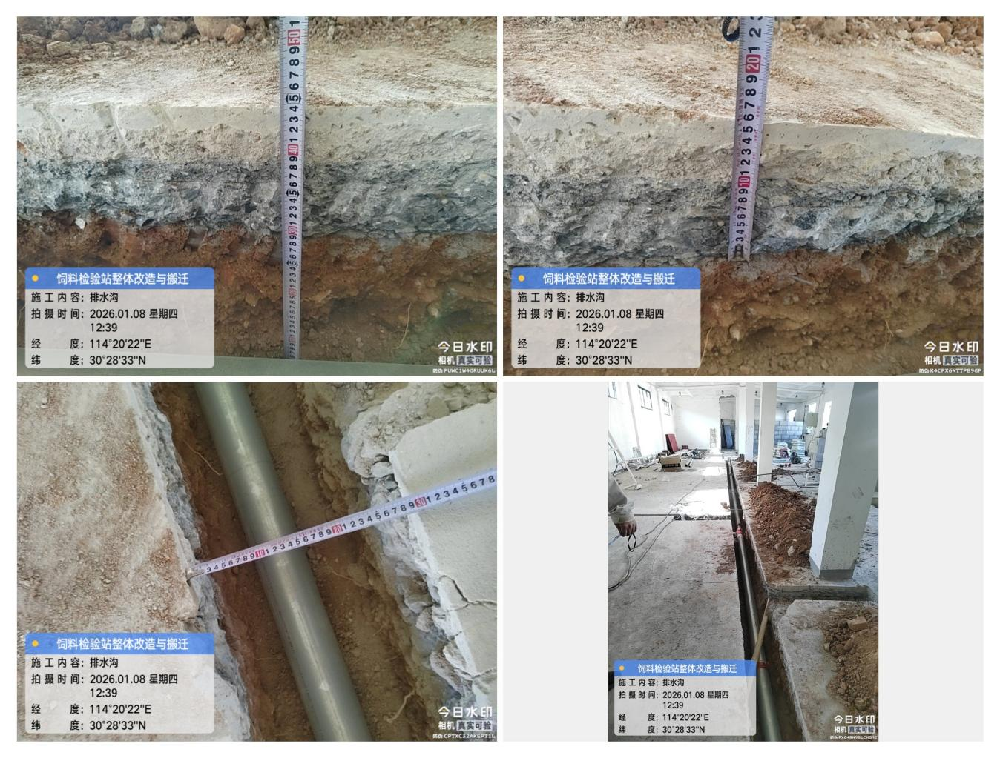 饲料检验站整体改造与搬迁
施工内容：排水沟
拍摄时间：2026.01.08 星期四
12:39
经度：114°20'22"E
纬度：30°28'33"N
今日水印
相机 真实可验
防伪 PUWC1W4GRUUK6L
饲料检验站整体改造与搬迁
施工内容：排水沟
拍摄时间：2026.01.08 星期四
12:39
经度：114°20'22"E
纬度：30°28'33"N
今日水印
相机 真实可验
防伪 K4CPX6NTTPB9GP
饲料检验站整体改造与搬迁
施工内容：排水沟
拍摄时间：2026.01.08 星期四
12:39
经度：114°20'22"E
纬度：30°28'33"N
今日水印
相机 真实可验
防伪 CPTXC32AKEPT1L
饲料检验站整体改造与搬迁
施工内容：排水沟
拍摄时间：2026.01.08 星期四
12:39
经度：114°20'22"E
纬度：30°28'33"N
今日水印
相机 真实可验